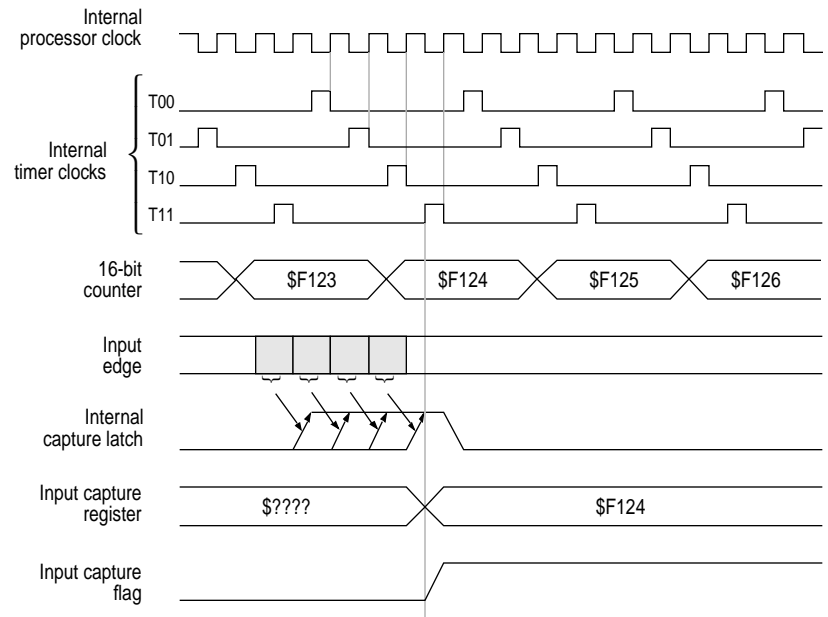 Internal
processor clock
Internal
timer clocks
T00
T01
T10
T11
16-bit
counter
$F123
$F124
$F125
$F126
Input
edge
Internal
capture latch
Input capture
register
$????
$F124
Input capture
flag